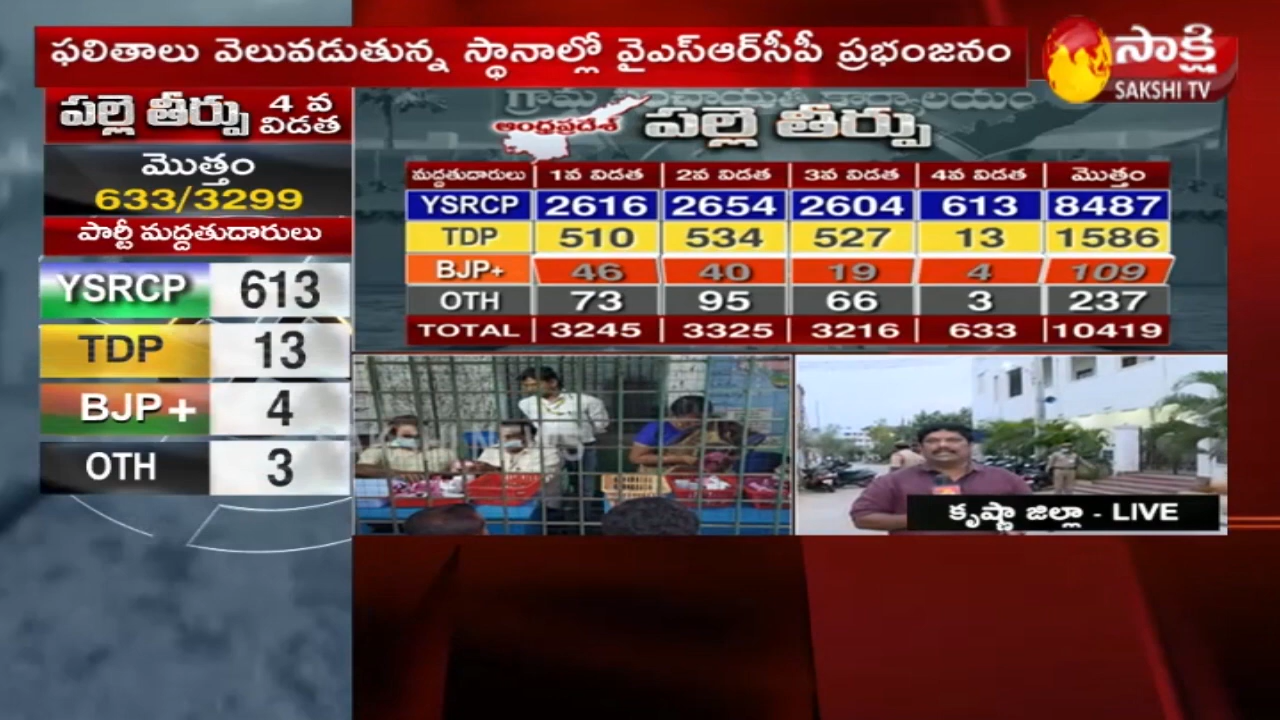 ఫలితాలు వెలువడుతున్న స్థానాల్లో వైఎస్ఆర్‌సీపీ ప్రభంజనం
సాక్షి
SAKSHI TV
పల్లె తీర్పు 4 వ విడత
మొత్తం
633/3299
పార్టీ మద్దతుదారులు
YSRCP 613
TDP 13
BJP+ 4
OTH 3
గ్రామ పంచాయతీ కార్యాలయం
ఆంధ్రప్రదేశ్ పల్లె తీర్పు
మద్దతుదారులు 1వ విడత 2వ విడత 3వ విడత 4వ విడత మొత్తం
YSRCP 2616 2654 2604 613 8487
TDP 510 534 527 13 1586
BJP+ 46 40 19 4 109
OTH 73 95 66 3 237
TOTAL 3245 3325 3216 633 10419
కృష్ణా జిల్లా - LIVE